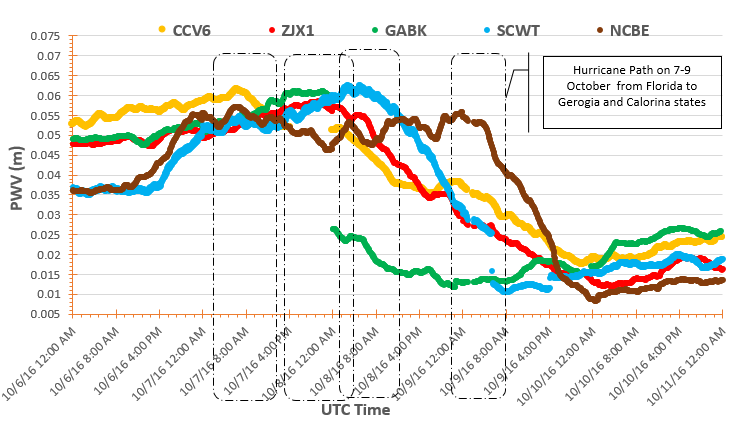 CCV6 ZJX1 GABK SCWT NCBE
0.075
0.07
0.065
0.06
0.055
0.05
0.045
0.04
0.035
0.03
0.025
0.02
0.015
0.01
0.005
PWV (m)
Hurricane Path on 7-9
October from Florida to
Gerogia and Calorina states
10/6/16 12:00 AM
10/6/16 8:00 AM
10/6/16 4:00 PM
10/7/16 12:00 AM
10/7/16 8:00 AM
10/7/16 4:00 PM
10/8/16 12:00 AM
10/8/16 8:00 AM
10/8/16 4:00 PM
10/9/16 12:00 AM
10/9/16 8:00 AM
10/9/16 4:00 PM
10/10/16 12:00 AM
10/10/16 8:00 AM
10/10/16 4:00 PM
10/11/16 12:00 AM
UTC Time